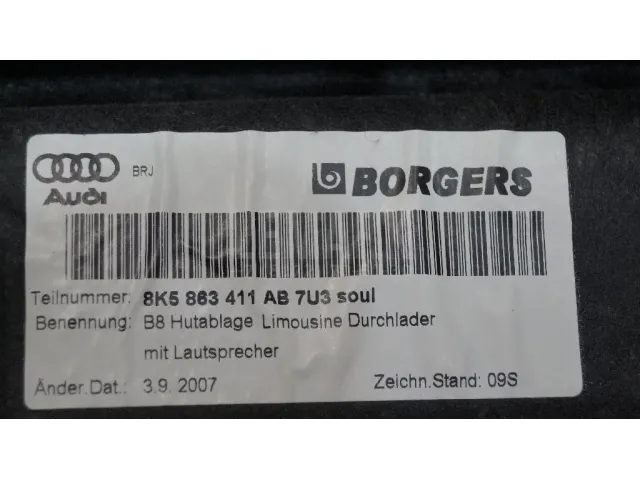 BRJ
Audi
BORGERS
Teilnummer: 8K5 863 411 AB 7U3 soul
Benennung: B8 Hutablage Limousine Durchlader
mit Lautsprecher
Änder.Dat.: 3.9. 2007 Zeichn.Stand: 09S